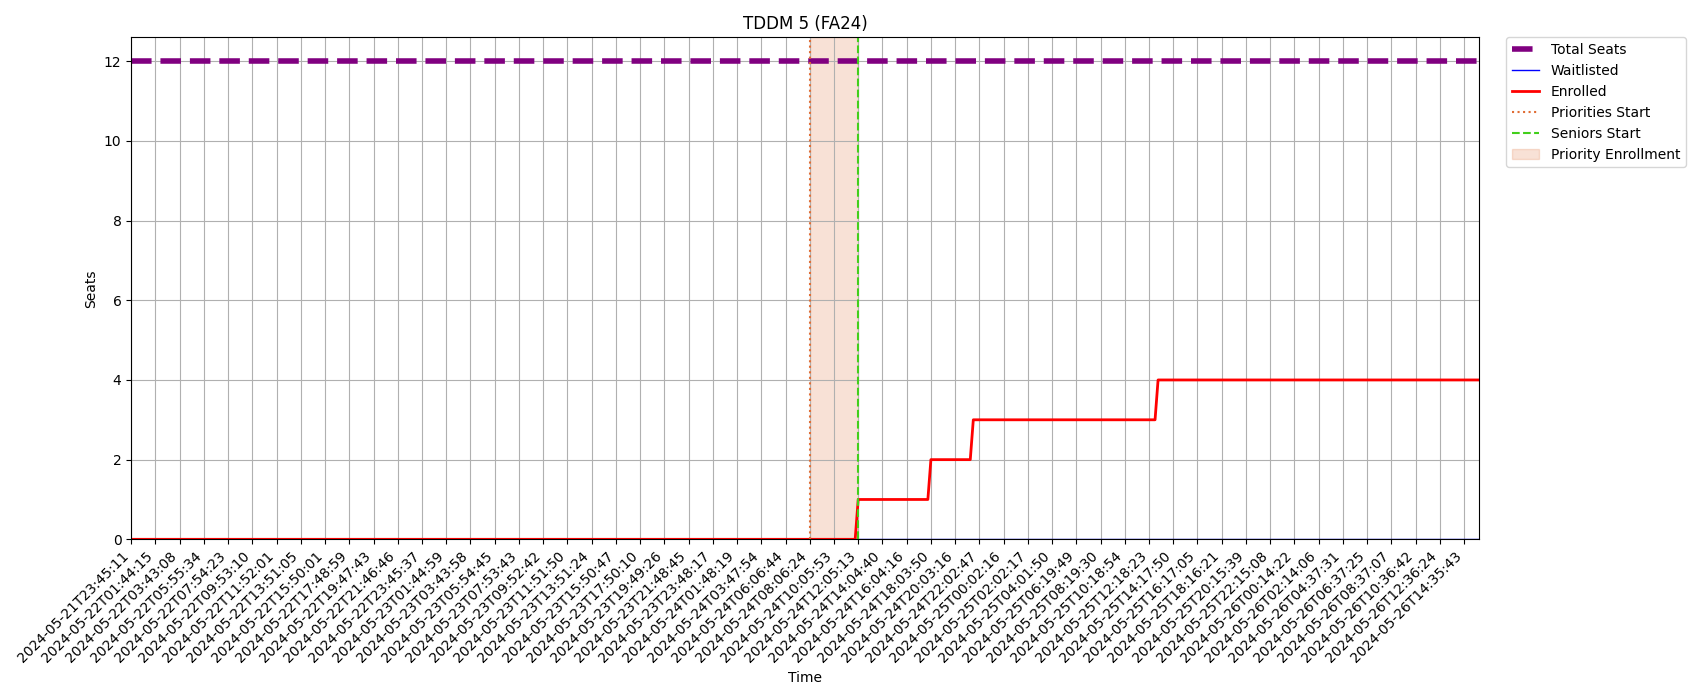 TDDM 5 (FA24)
Total Seats
Waitlisted
Enrolled
Priorities Start
Seniors Start
Priority Enrollment
Seats
12
10
8
6
4
2
0
2024-05-21T23:45:11
2024-05-22T01:44:15
2024-05-22T03:43:08
2024-05-22T05:55:34
2024-05-22T07:54:23
2024-05-22T09:53:10
2024-05-22T11:52:01
2024-05-22T13:51:05
2024-05-22T15:50:01
2024-05-22T17:48:59
2024-05-22T19:47:43
2024-05-22T21:46:46
2024-05-22T23:45:37
2024-05-23T01:44:59
2024-05-23T03:43:58
2024-05-23T05:54:45
2024-05-23T07:53:43
2024-05-23T09:52:42
2024-05-23T11:51:50
2024-05-23T13:51:24
2024-05-23T15:50:47
2024-05-23T17:50:10
2024-05-23T19:49:26
2024-05-23T21:48:45
2024-05-23T23:48:17
2024-05-24T01:48:19
2024-05-24T03:47:54
2024-05-24T06:06:44
2024-05-24T08:06:24
2024-05-24T10:05:53
2024-05-24T12:05:13
2024-05-24T14:04:40
2024-05-24T16:04:16
2024-05-24T18:03:50
2024-05-24T20:03:16
2024-05-24T22:02:47
2024-05-25T00:02:16
2024-05-25T02:02:17
2024-05-25T04:01:50
2024-05-25T06:19:49
2024-05-25T08:19:30
2024-05-25T10:18:54
2024-05-25T12:18:23
2024-05-25T14:17:50
2024-05-25T16:17:05
2024-05-25T18:16:21
2024-05-25T20:15:39
2024-05-25T22:15:08
2024-05-26T00:14:22
2024-05-26T02:14:06
2024-05-26T04:37:31
2024-05-26T06:37:25
2024-05-26T08:37:07
2024-05-26T10:36:42
2024-05-26T12:36:24
2024-05-26T14:35:43
Time